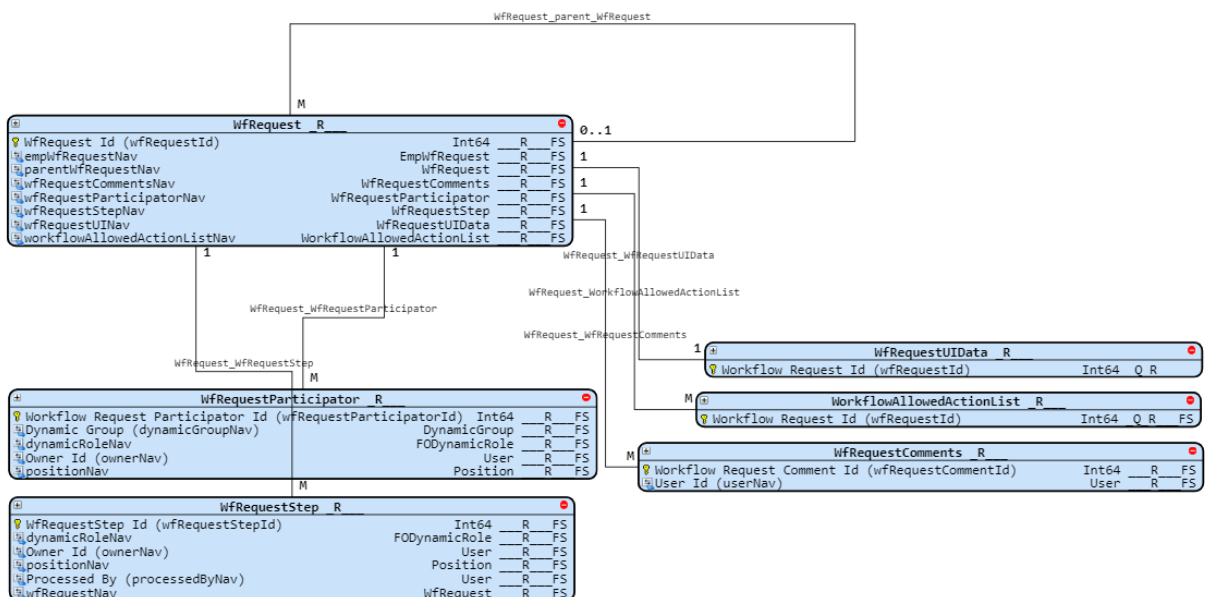 WfRequest_parent_WfRequest
M
WfRequest _R___
0..1
WfRequest Id (wfRequestId) Int64 ___R___FS
empWfRequestNav EmpWfRequest ___R___FS
1
parentWfRequestNav WfRequest ___R___FS
wfRequestCommentsNav WfRequestComments ___R___FS
1
wfRequestParticipatorNav WfRequestParticipator ___R___FS
wfRequestStepNav WfRequestStep ___R___FS
1
wfRequestUINav WfRequestUIData ___R___FS
workflowAllowedActionListNav WorkflowAllowedActionList ___R___FS
1
1
WfRequest_WfRequestUIData
WfRequest_WorkflowAllowedActionList
WfRequest_WfRequestParticipator
WfRequest_WfRequestComments
1
WfRequestUIData _R___
WfRequest_WfRequestStep
Workflow Request Id (wfRequestId) Int64 _Q_R____
M
M
WfRequestParticipator _R___
Workflow Request Participator Id (wfRequestParticipatorId) Int64 ___R___FS
Dynamic Group (dynamicGroupNav) DynamicGroup ___R___FS
dynamicRoleNav FODynamicRole ___R___FS
Owner Id (ownerNav) User ___R___FS
positionNav Position ___R___FS
WorkflowAllowedActionList _R___
Workflow Request Id (wfRequestId) Int64 _Q_R___FS
M
WfRequestComments _R___
Workflow Request Comment Id (wfRequestCommentId) Int64 ___R___FS
User Id (userNav) User ___R___FS
M
WfRequestStep _R___
WfRequestStep Id (wfRequestStepId) Int64 ___R___FS
dynamicRoleNav FODynamicRole ___R___FS
Owner Id (ownerNav) User ___R___FS
positionNav Position ___R___FS
Processed By (processedByNav) User ___R___FS
wfRequestNav WfRequest ___R___FS